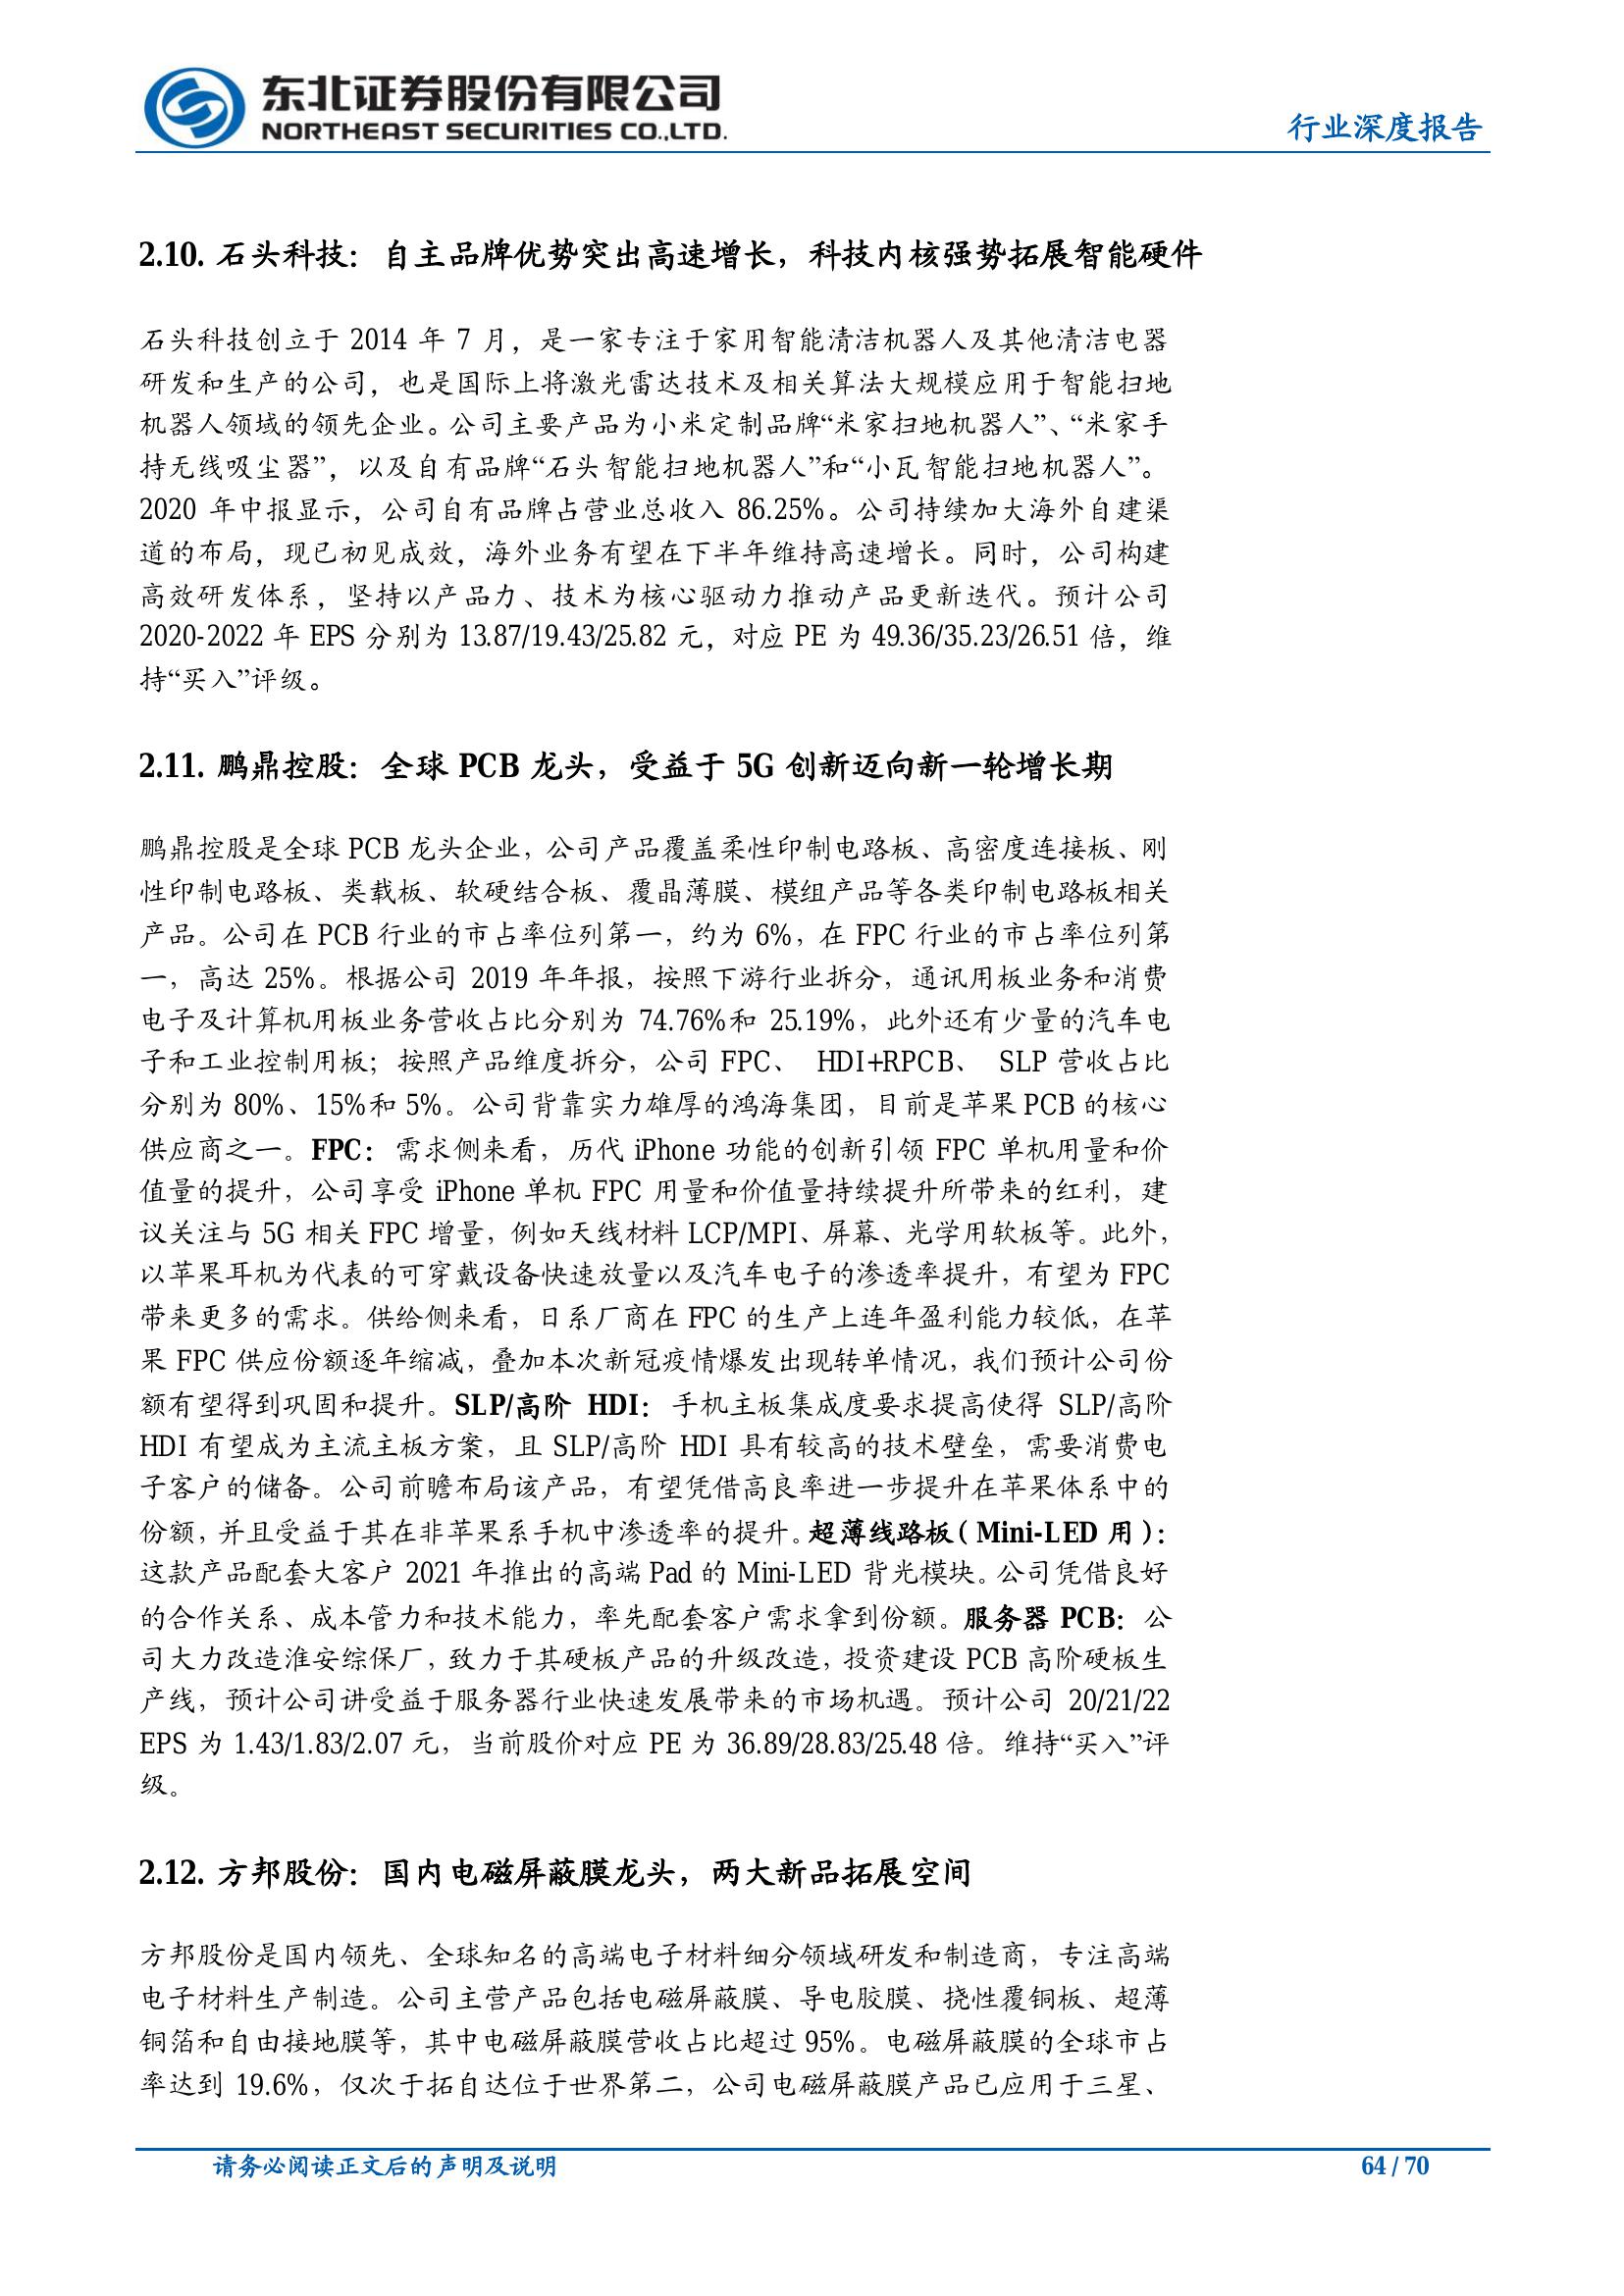 东北证券股份有限公司
NORTHEAST SECURITIES CO.,LTD.
行业深度报告
2.10. 石头科技：自主品牌优势突出高速增长，科技内核强势拓展智能硬件
石头科技创立于 2014 年 7 月，是一家专注于家用智能清洁机器人及其他清洁电器
研发和生产的公司，也是国际上将激光雷达技术及相关算法大规模应用于智能扫地
机器人领域的领先企业。公司主要产品为小米定制品牌“米家扫地机器人”、“米家手
持无线吸尘器”，以及自有品牌“石头智能扫地机器人”和“小瓦智能扫地机器人”。
2020 年中报显示，公司自有品牌占营业总收入 86.25%。公司持续加大海外自建渠
道的布局，现已初见成效，海外业务有望在下半年维持高速增长。同时，公司构建
高效研发体系，坚持以产品力、技术为核心驱动力推动产品更新迭代。预计公司
2020-2022 年 EPS 分别为 13.87/19.43/25.82 元，对应 PE 为 49.36/35.23/26.51 倍，维
持“买入”评级。
2.11. 鹏鼎控股：全球 PCB 龙头，受益于 5G 创新迈向新一轮增长期
鹏鼎控股是全球 PCB 龙头企业，公司产品覆盖柔性印制电路板、高密度连接板、刚
性印制电路板、类载板、软硬结合板、覆晶薄膜、模组产品等各类印制电路板相关
产品。公司在 PCB 行业的市占率位列第一，约为 6%，在 FPC 行业的市占率位列第
一，高达 25%。根据公司 2019 年年报，按照下游行业拆分，通讯用板业务和消费
电子及计算机用板业务营收占比分别为 74.76%和 25.19%，此外还有少量的汽车电
子和工业控制用板；按照产品维度拆分，公司 FPC、 HDI+RPCB、 SLP 营收占比
分别为 80%、15%和 5%。公司背靠实力雄厚的鸿海集团，目前是苹果 PCB 的核心
供应商之一。FPC：需求侧来看，历代 iPhone 功能的创新引领 FPC 单机用量和价
值量的提升，公司享受 iPhone 单机 FPC 用量和价值量持续提升所带来的红利，建
议关注与 5G 相关 FPC 增量，例如天线材料 LCP/MPI、屏幕、光学用软板等。此外，
以苹果耳机为代表的可穿戴设备快速放量以及汽车电子的渗透率提升，有望为 FPC
带来更多的需求。供给侧来看，日系厂商在 FPC 的生产上连年盈利能力较低，在苹
果 FPC 供应份额逐年缩减，叠加本次新冠疫情爆发出现转单情况，我们预计公司份
额有望得到巩固和提升。SLP/高阶 HDI：手机主板集成度要求提高使得 SLP/高阶
HDI 有望成为主流主板方案，且 SLP/高阶 HDI 具有较高的技术壁垒，需要消费电
子客户的储备。公司前瞻布局该产品，有望凭借高良率进一步提升在苹果体系中的
份额，并且受益于其在非苹果系手机中渗透率的提升。超薄线路板（Mini-LED 用）：
这款产品配套大客户 2021 年推出的高端 Pad 的 Mini-LED 背光模块。公司凭借良好
的合作关系、成本管力和技术能力，率先配套客户需求拿到份额。服务器 PCB：公
司大力改造淮安综保厂，致力于其硬板产品的升级改造，投资建设 PCB 高阶硬板生
产线，预计公司讲受益于服务器行业快速发展带来的市场机遇。预计公司 20/21/22
EPS 为 1.43/1.83/2.07 元，当前股价对应 PE 为 36.89/28.83/25.48 倍。维持“买入”评
级。
2.12. 方邦股份：国内电磁屏蔽膜龙头，两大新品拓展空间
方邦股份是国内领先、全球知名的高端电子材料细分领域研发和制造商，专注高端
电子材料生产制造。公司主营产品包括电磁屏蔽膜、导电胶膜、挠性覆铜板、超薄
铜箔和自由接地膜等，其中电磁屏蔽膜营收占比超过 95%。电磁屏蔽膜的全球市占
率达到 19.6%，仅次于拓自达位于世界第二，公司电磁屏蔽膜产品已应用于三星、
请务必阅读正文后的声明及说明
64 / 70